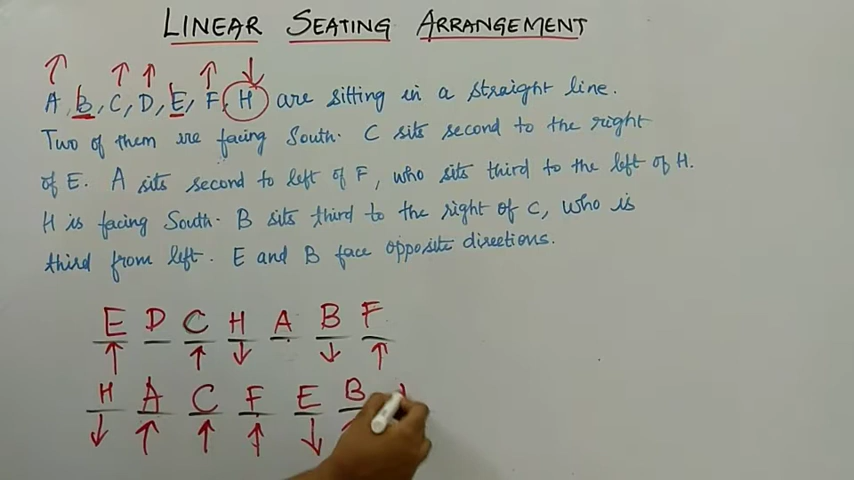 LINEAR SEATING ARRANGEMENT
A, B, C, D, E, F, H are sitting in a straight line.
Two of them are facing South. C sits second to the right
of E. A sits second to left of F, who sits third to the left of H.
H is facing South. B sits third to the right of C, who is
third from left. E and B face opposite directions.
E D C H A B F
H A C F E B